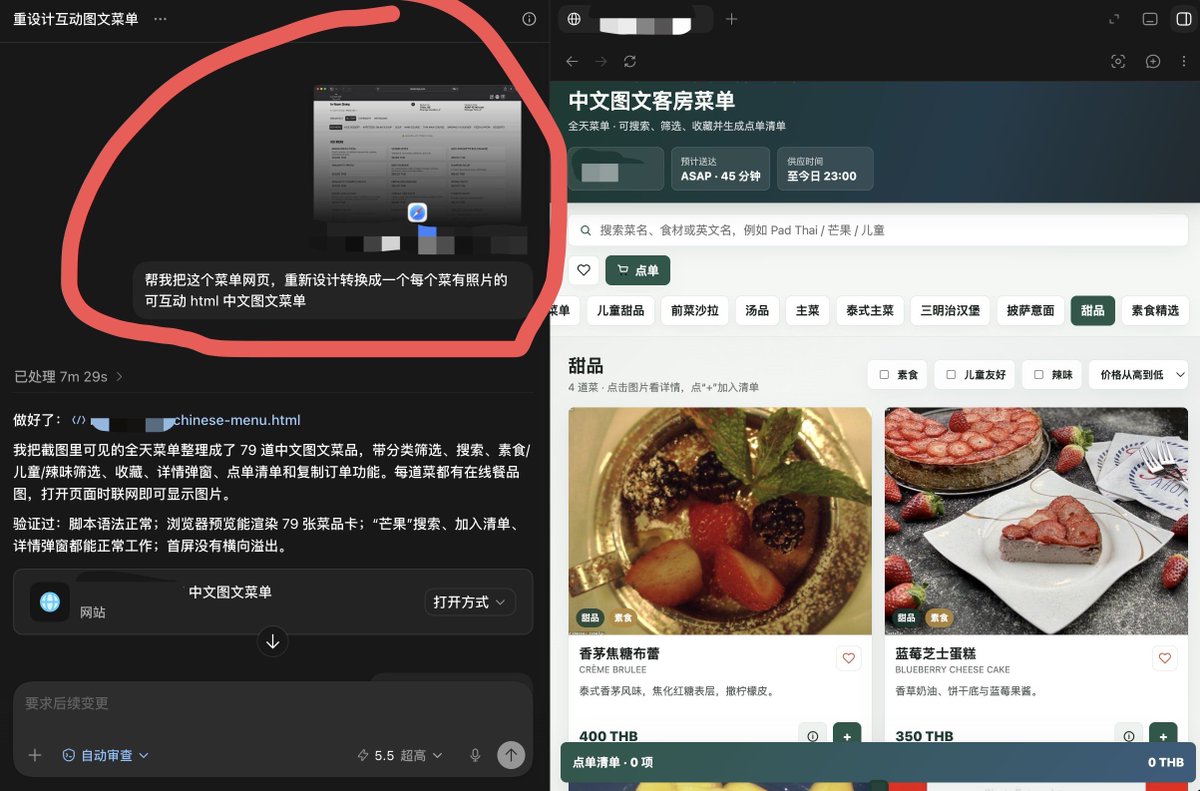 重设计互动图文菜单
帮我把这个菜单网页，重新设计转换成一个每个菜有照片的
可互动 html 中文图文菜单
已处理 7m 29s
做好了：
chinese-menu.html
我把截图里可见的全天菜单整理成了 79 道中文图文菜品，带分类筛选、搜索、素食/
儿童/辣味筛选、收藏、详情弹窗、点单清单和复制订单功能。每道菜都有在线餐品
图，打开页面时联网即可显示图片。
验证过：脚本语法正常；浏览器预览能渲染 79 张菜品卡；“芒果”搜索、加入清单、
详情弹窗都能正常工作；首屏没有横向溢出。
中文图文菜单
网站
打开方式
要求后续变更
自动审查
5.5 超高
中文图文客房菜单
全天菜单 · 可搜索、筛选、收藏并生成点单清单
预计送达
ASAP · 45 分钟
供应时间
至今日 23:00
搜索菜名、食材或英文名，例如 Pad Thai / 芒果 / 儿童
点单
菜单
儿童甜品
前菜沙拉
汤品
主菜
泰式主菜
三明治汉堡
披萨意面
甜品
素食精选
甜品
4 道菜 · 点击图片看详情，点“+”加入清单
素食
儿童友好
辣味
价格从高到低
甜品
素食
香茅焦糖布蕾
CRÈME BRULEE
泰式香茅风味，焦化红糖表层，撒柠檬皮。
400 THB
甜品
素食
蓝莓芝士蛋糕
BLUEBERRY CHEESE CAKE
香草奶油、饼干底与蓝莓果酱。
350 THB
点单清单 · 0 项
0 THB